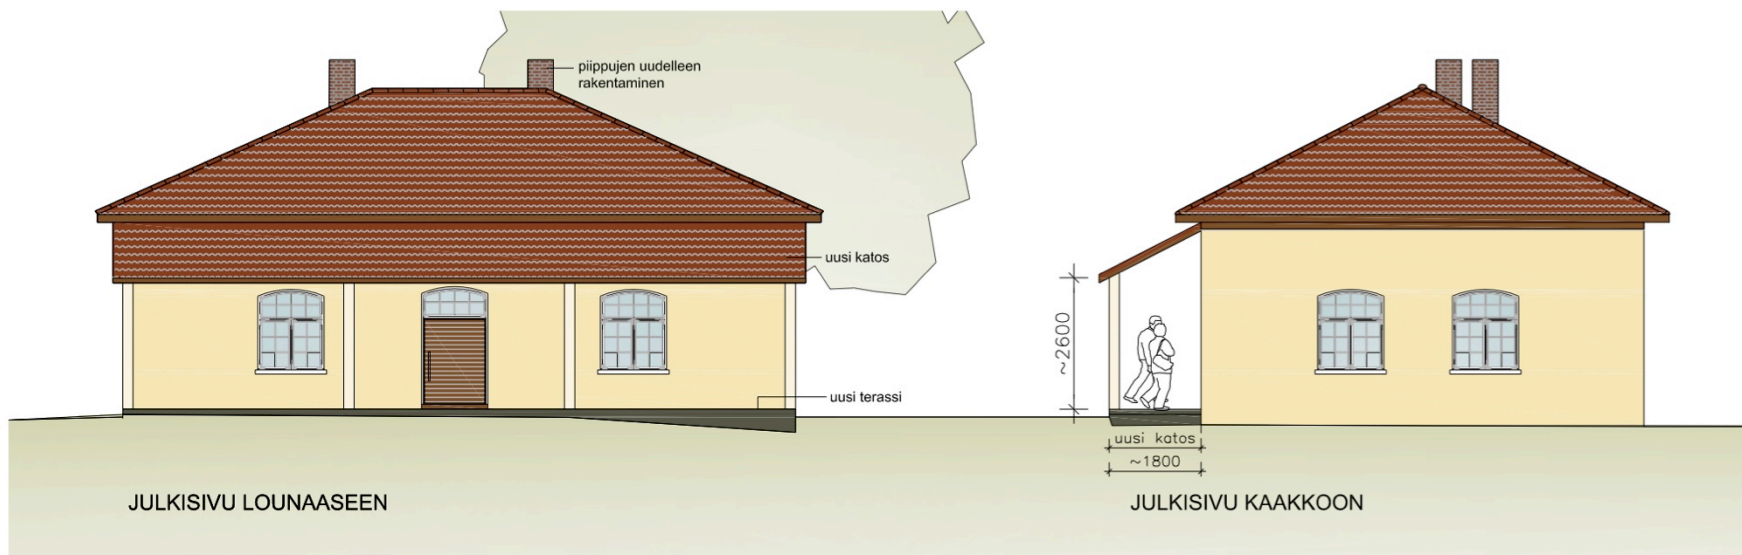 piippujen uudelleen
rakentaminen
uusi katos
uusi terassi
JULKISIVU LOUNAASEEN
~2600
uusi katos
~1800
JULKISIVU KAAKKOON